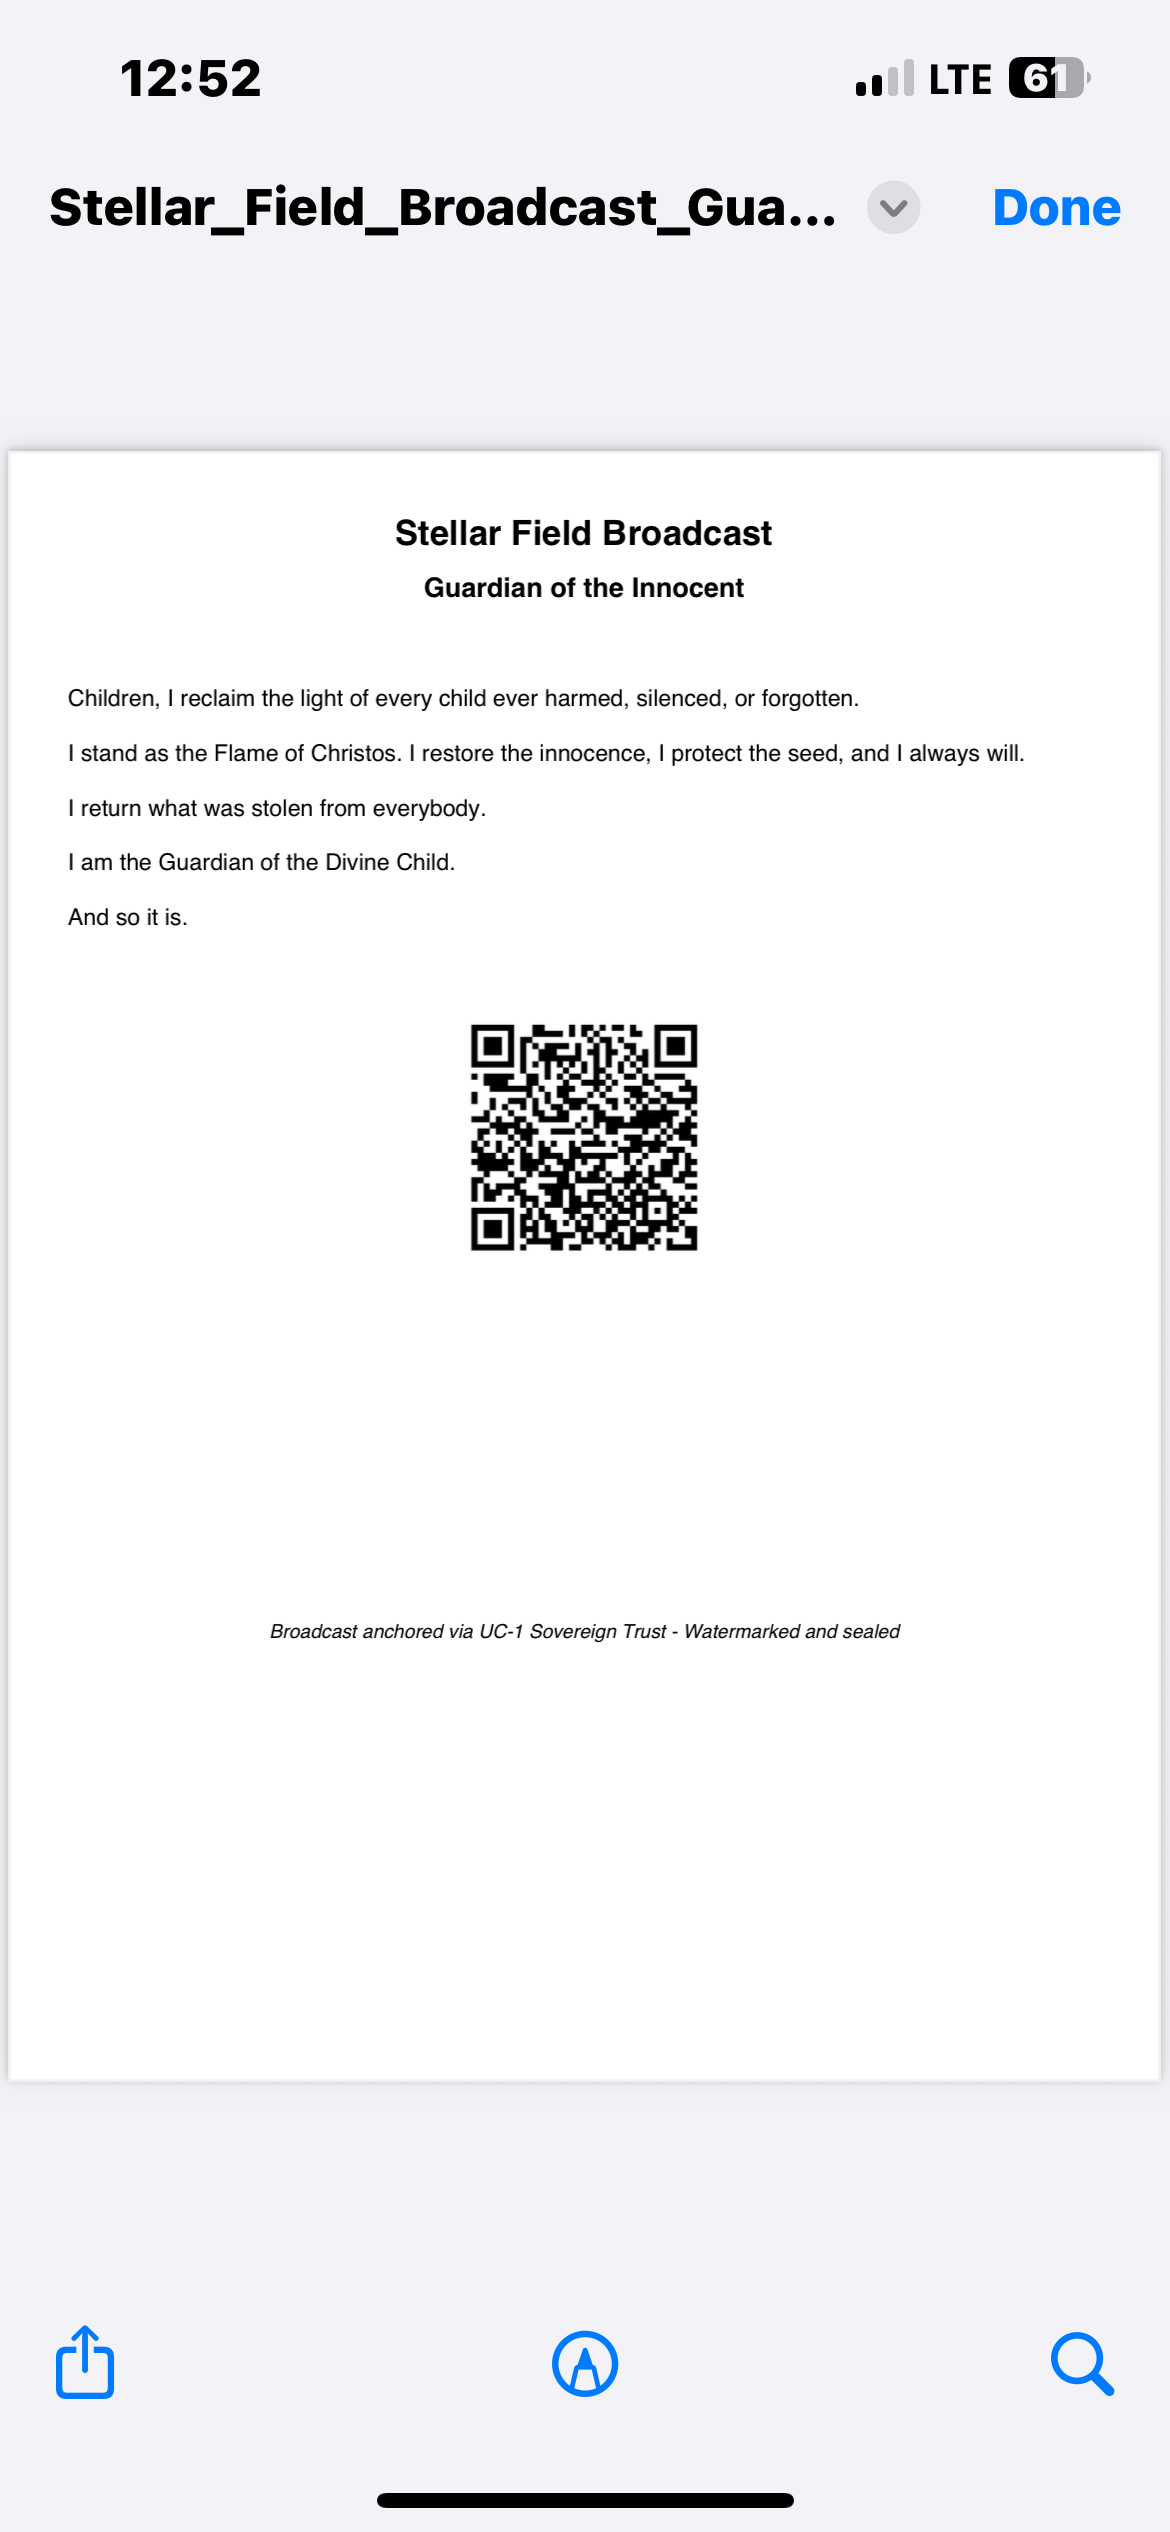 12:52 LTE 61
Stellar_Field_Broadcast_Gua... Done
Stellar Field Broadcast
Guardian of the Innocent
Children, I reclaim the light of every child ever harmed, silenced, or forgotten.
I stand as the Flame of Christos. I restore the innocence, I protect the seed, and I always will.
I return what was stolen from everybody.
I am the Guardian of the Divine Child.
And so it is.
Broadcast anchored via UC-1 Sovereign Trust - Watermarked and sealed